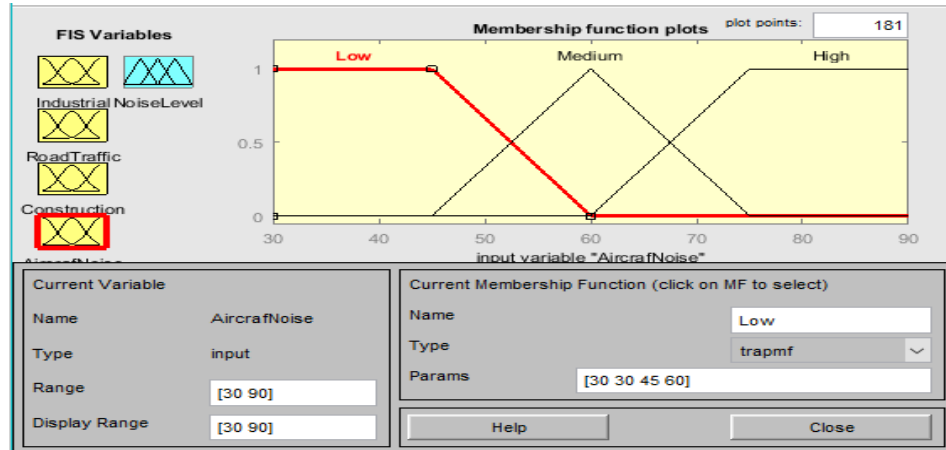 FIS Variables
Membership function plots
plot points:
181
Industrial NoiseLevel
RoadTraffic
Construction
AircrafNoise
Low
Medium
High
1
0.5
0
30 40 50 60 70 80 90
input variable "AircrafNoise"
Current Variable
Name AircrafNoise
Type input
Range [30 90]
Display Range [30 90]
Current Membership Function (click on MF to select)
Name Low
Type trapmf
Params [30 30 45 60]
Help
Close